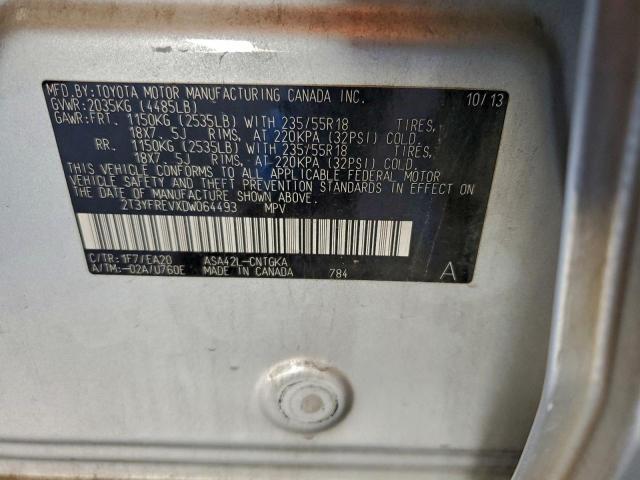 MFD.BY:TOYOTA MOTOR MANUFACTURING CANADA INC. 10/13
GVWR:2035KG (4485LB)
GAWR:FRT. 1150KG (2535LB) WITH 235/55R18 TIRES,
18X7.5J RIMS, AT 220KPA (32PSI) COLD.
RR. 1150KG (2535LB) WITH 235/55R18 TIRES,
18X7.5J RIMS, AT 220KPA (32PSI) COLD.
THIS VEHICLE CONFORMS TO ALL APPLICABLE FEDERAL MOTOR
VEHICLE SAFETY AND THEFT PREVENTION STANDARDS IN EFFECT ON
THE DATE OF MANUFACTURE SHOWN ABOVE.
2T3YFREVXDW064493 MPV
C/TR:1F7/EA20 ASA42L-CNTGKA
A/TM:-02A/U760E MADE IN CANADA 784 A